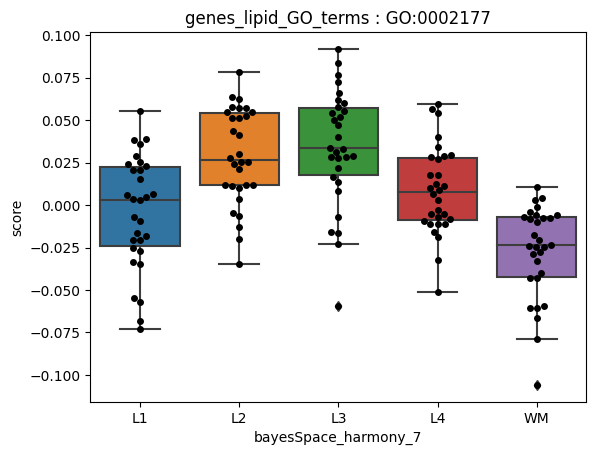 genes_lipid_GO_terms : GO:0002177
0.100
0.075
0.050
0.025
0.000
−0.025
−0.050
−0.075
−0.100
score
L1 L2 L3 L4 WM
bayesSpace_harmony_7